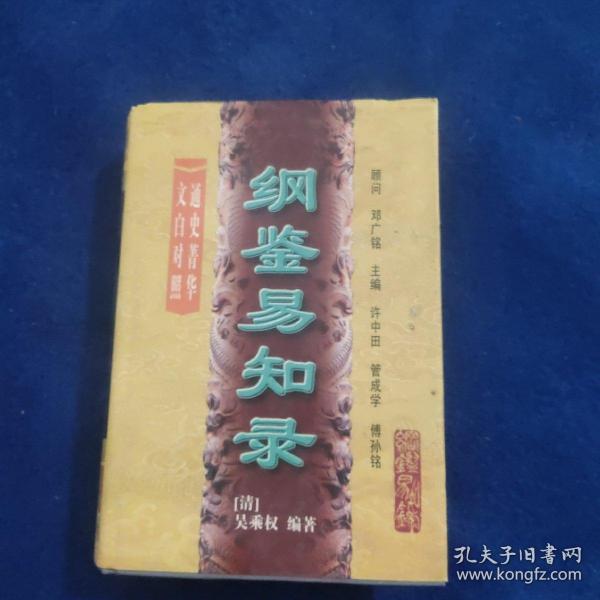 纲鉴易知录
通史菁华
文白对照
顾问 邓广铭 主编 许中田 管成学 傅孙铭
[清]
吴乘权 编著
孔夫子旧书网
www.kongfz.com